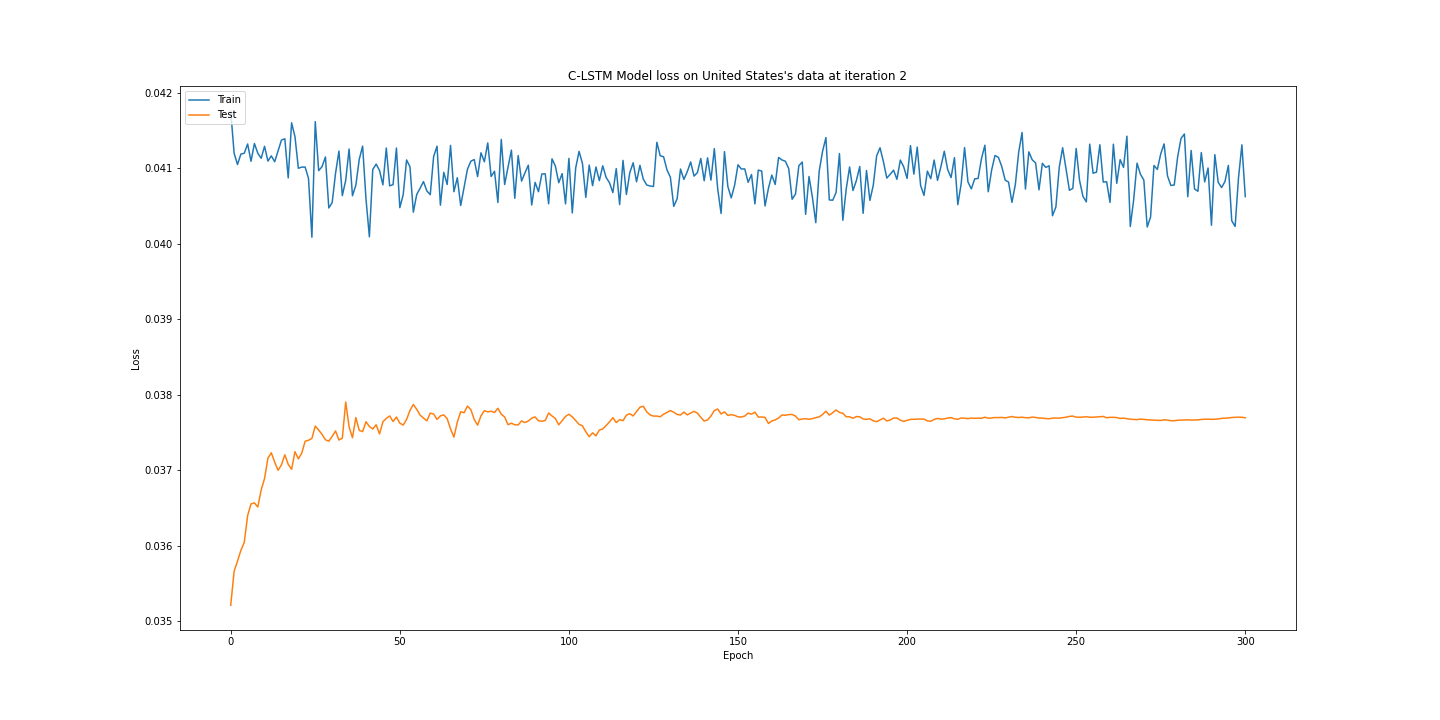 C-LSTM Model loss on United States's data at iteration 2
0.042
Train
Test
0.041
0.040
0.039
0.038
0.037
0.036
0.035
Loss
0 50 100 150 200 250 300
Epoch